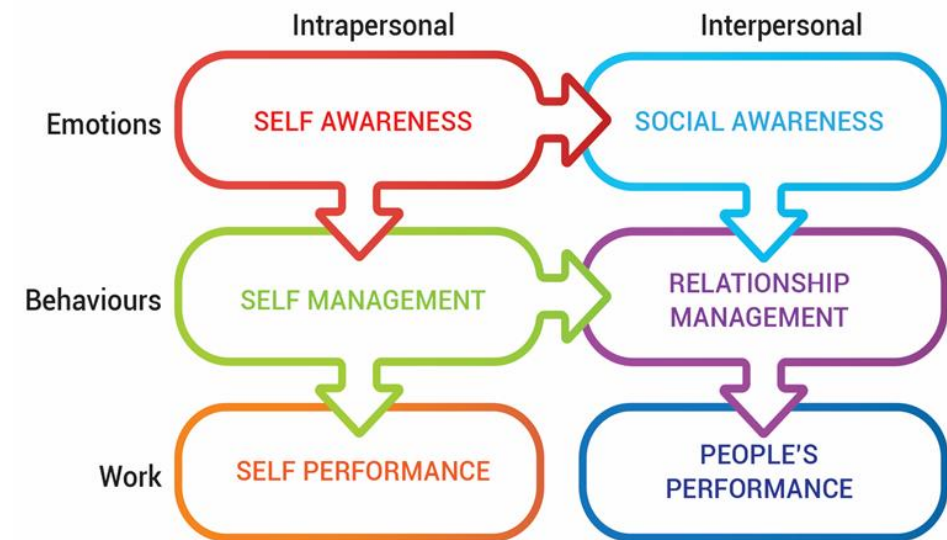 Intrapersonal
Interpersonal
Emotions
SELF AWARENESS
SOCIAL AWARENESS
Behaviours
SELF MANAGEMENT
RELATIONSHIP
MANAGEMENT
Work
SELF PERFORMANCE
PEOPLE'S
PERFORMANCE